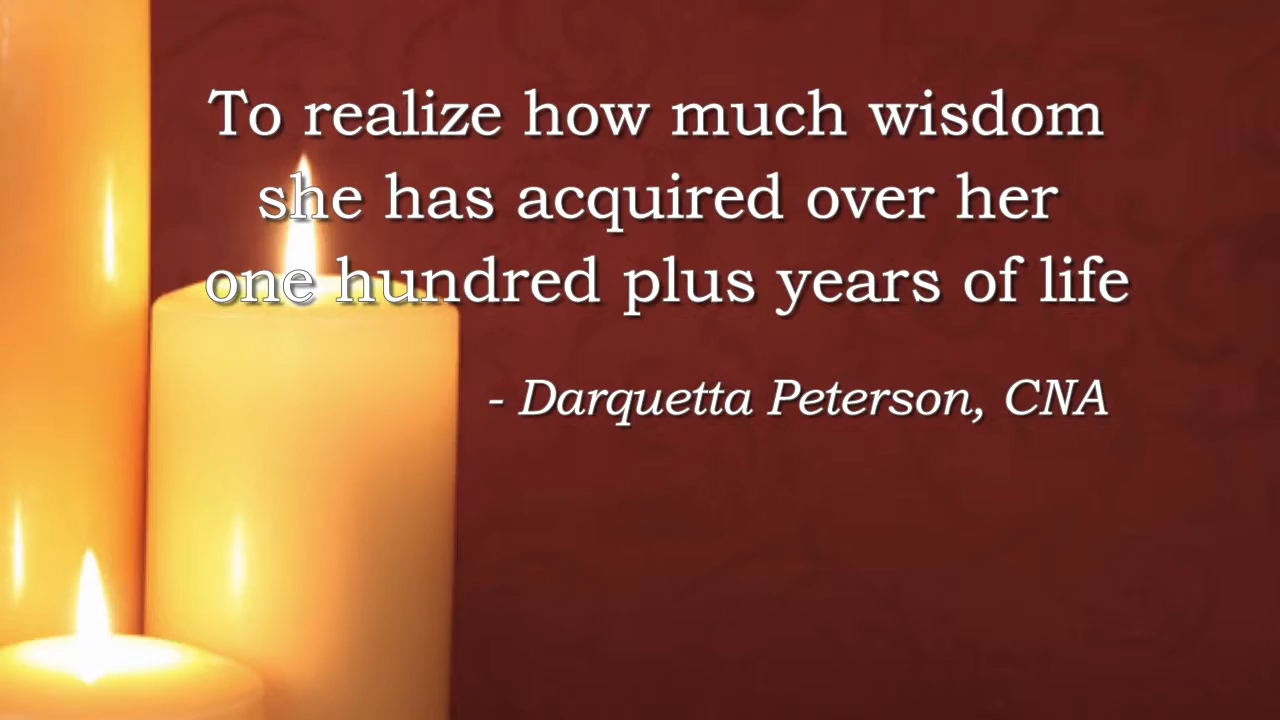 To realize how much wisdom
she has acquired over her
one hundred plus years of life
- Darquetta Peterson, CNA